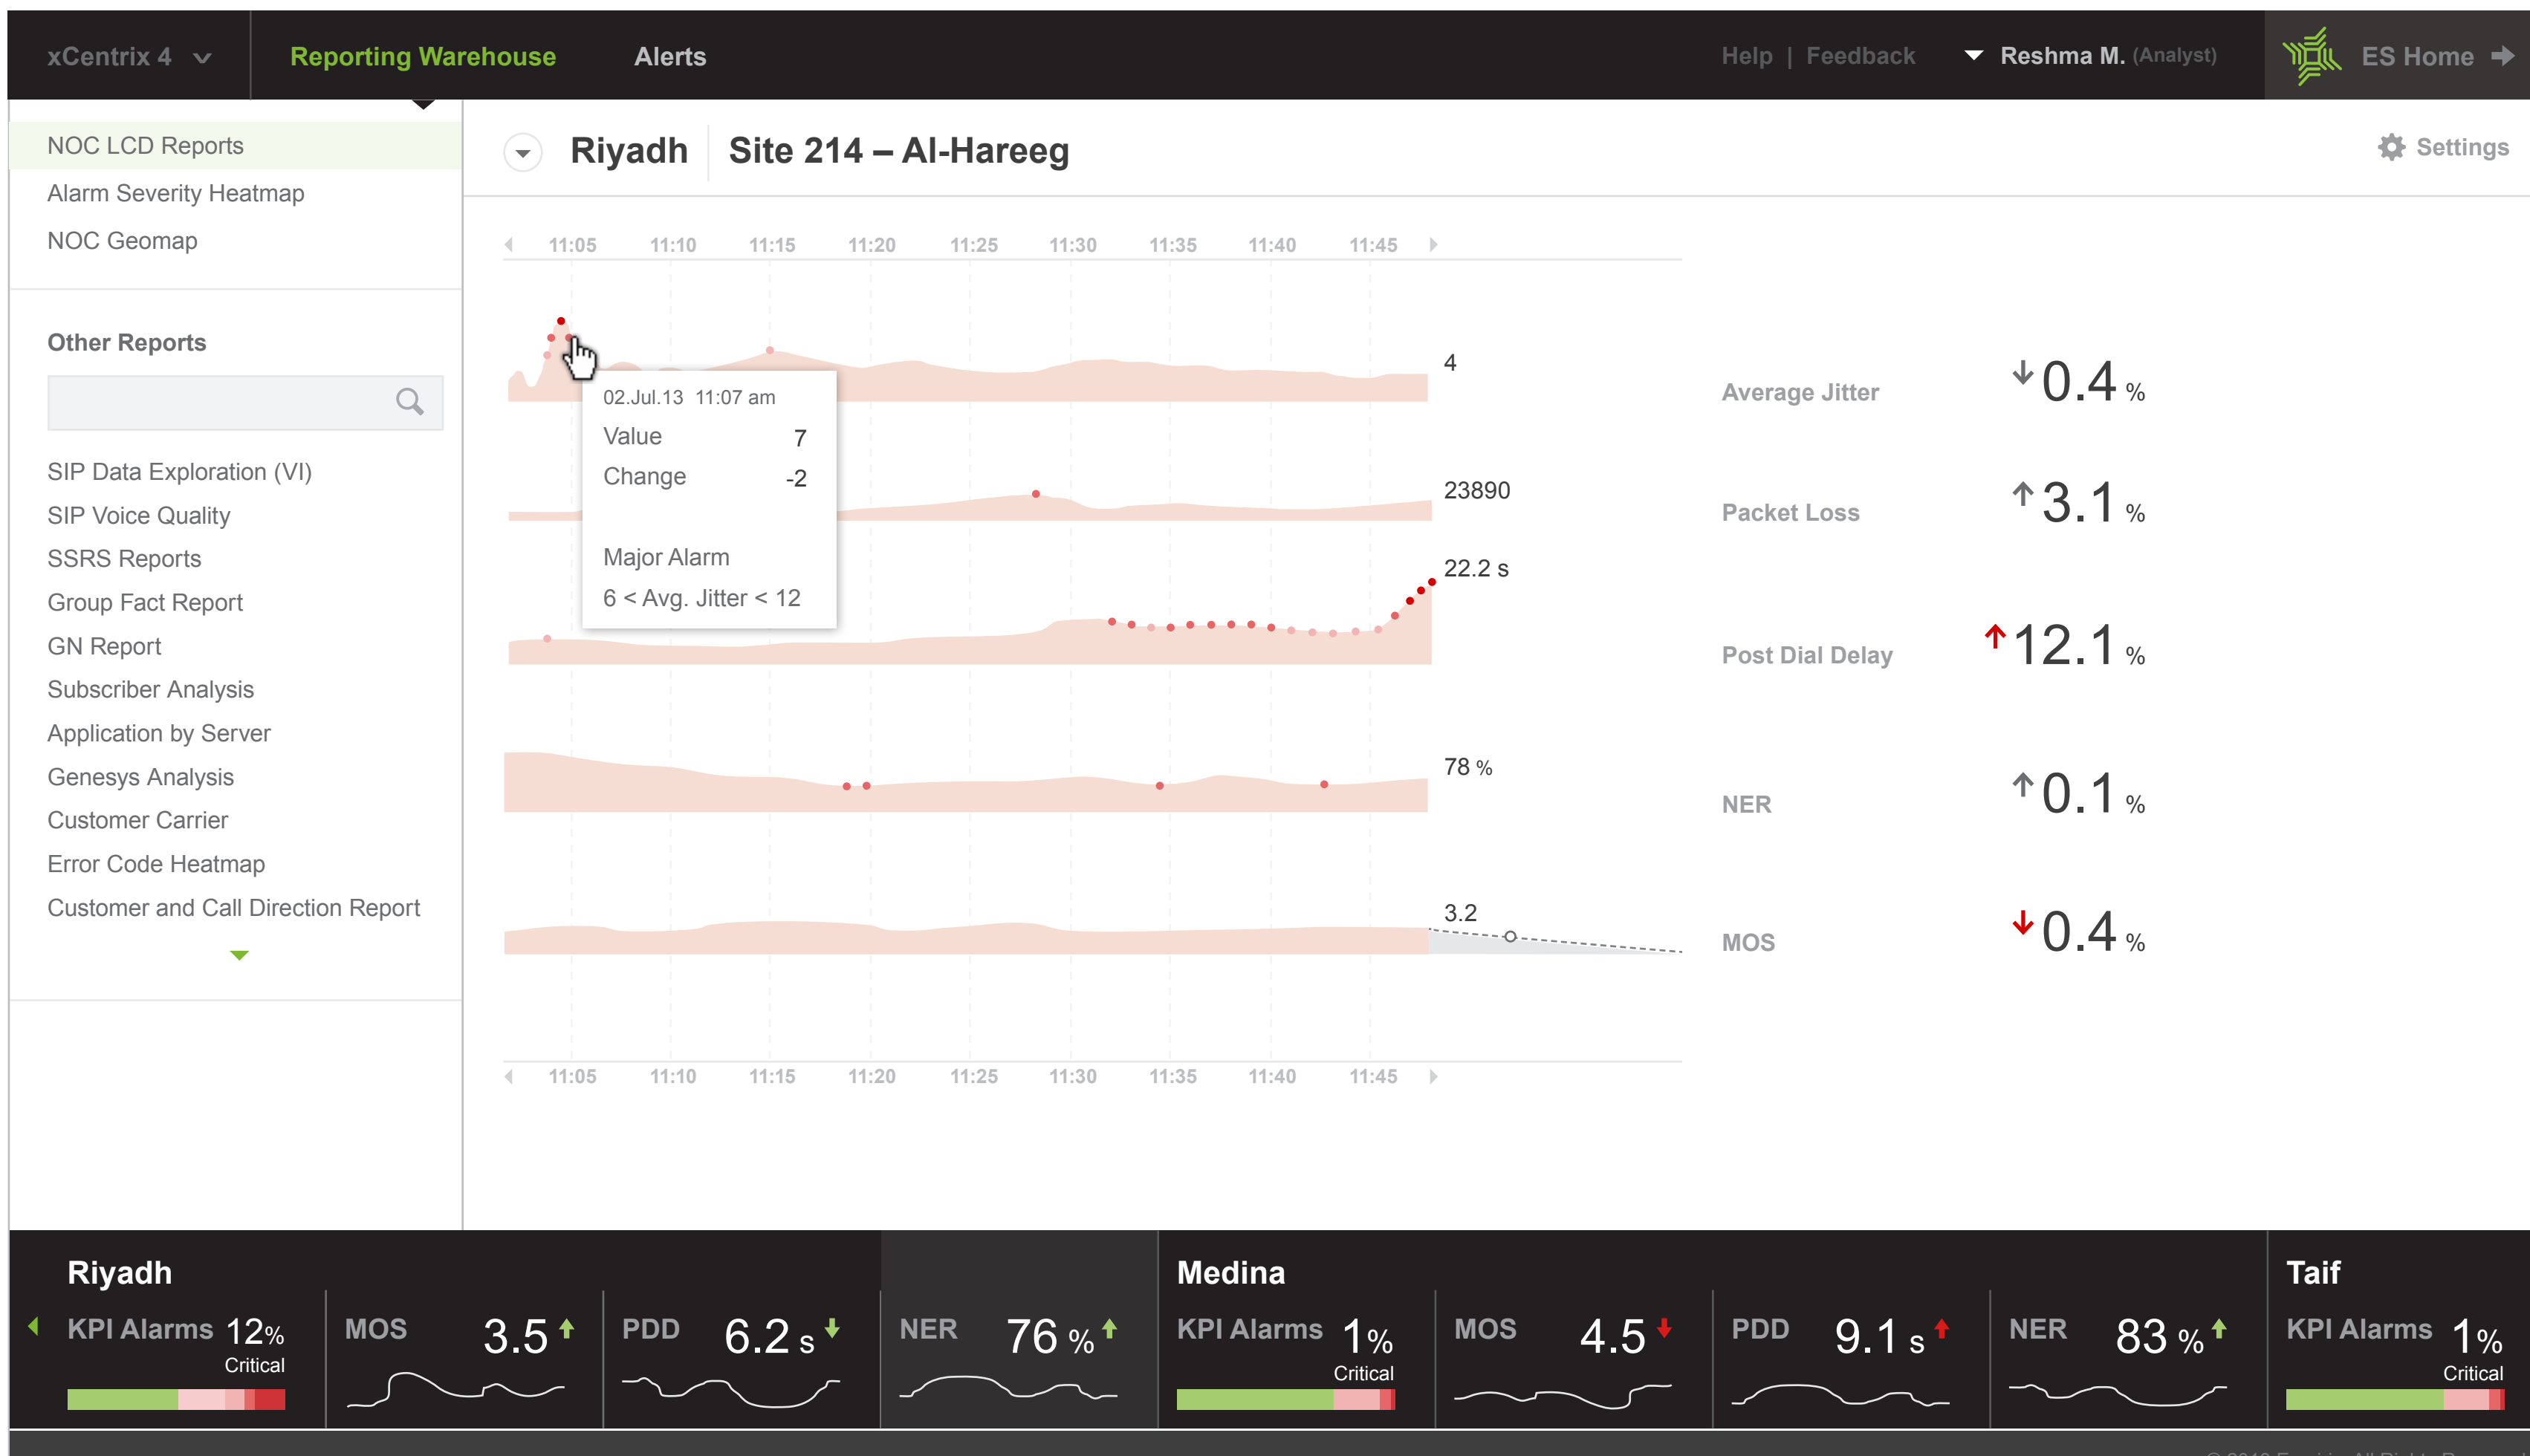 xCentrix 4
Reporting Warehouse
Alerts
Help | Feedback
Reshma M. (Analyst)
ES Home
NOC LCD Reports
Alarm Severity Heatmap
NOC Geomap
Other Reports
SIP Data Exploration (VI)
SIP Voice Quality
SSRS Reports
Group Fact Report
GN Report
Subscriber Analysis
Application by Server
Genesys Analysis
Customer Carrier
Error Code Heatmap
Customer and Call Direction Report
Riyadh
Site 214 – Al-Hareeg
Settings
11:05 11:10 11:15 11:20 11:25 11:30 11:35 11:40 11:45
4
Average Jitter 0.4 %
02.Jul.13 11:07 am
Value 7
Change -2
Major Alarm
6 < Avg. Jitter < 12
23890
Packet Loss 3.1 %
22.2 s
Post Dial Delay 12.1 %
78 %
NER 0.1 %
3.2
MOS 0.4 %
11:05 11:10 11:15 11:20 11:25 11:30 11:35 11:40 11:45
Riyadh
KPI Alarms 12%
Critical
MOS 3.5
PDD 6.2 s
NER 76 %
Medina
KPI Alarms 1%
Critical
MOS 4.5
PDD 9.1 s
NER 83 %
Taif
KPI Alarms 1%
Critical